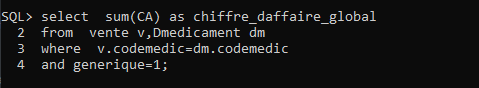 SQL> select  sum(CA) as chiffre_daffaire_global
  2  from  vente v,Dmedicament dm
  3  where  v.codemedic=dm.codemedic
  4  and generique=1;